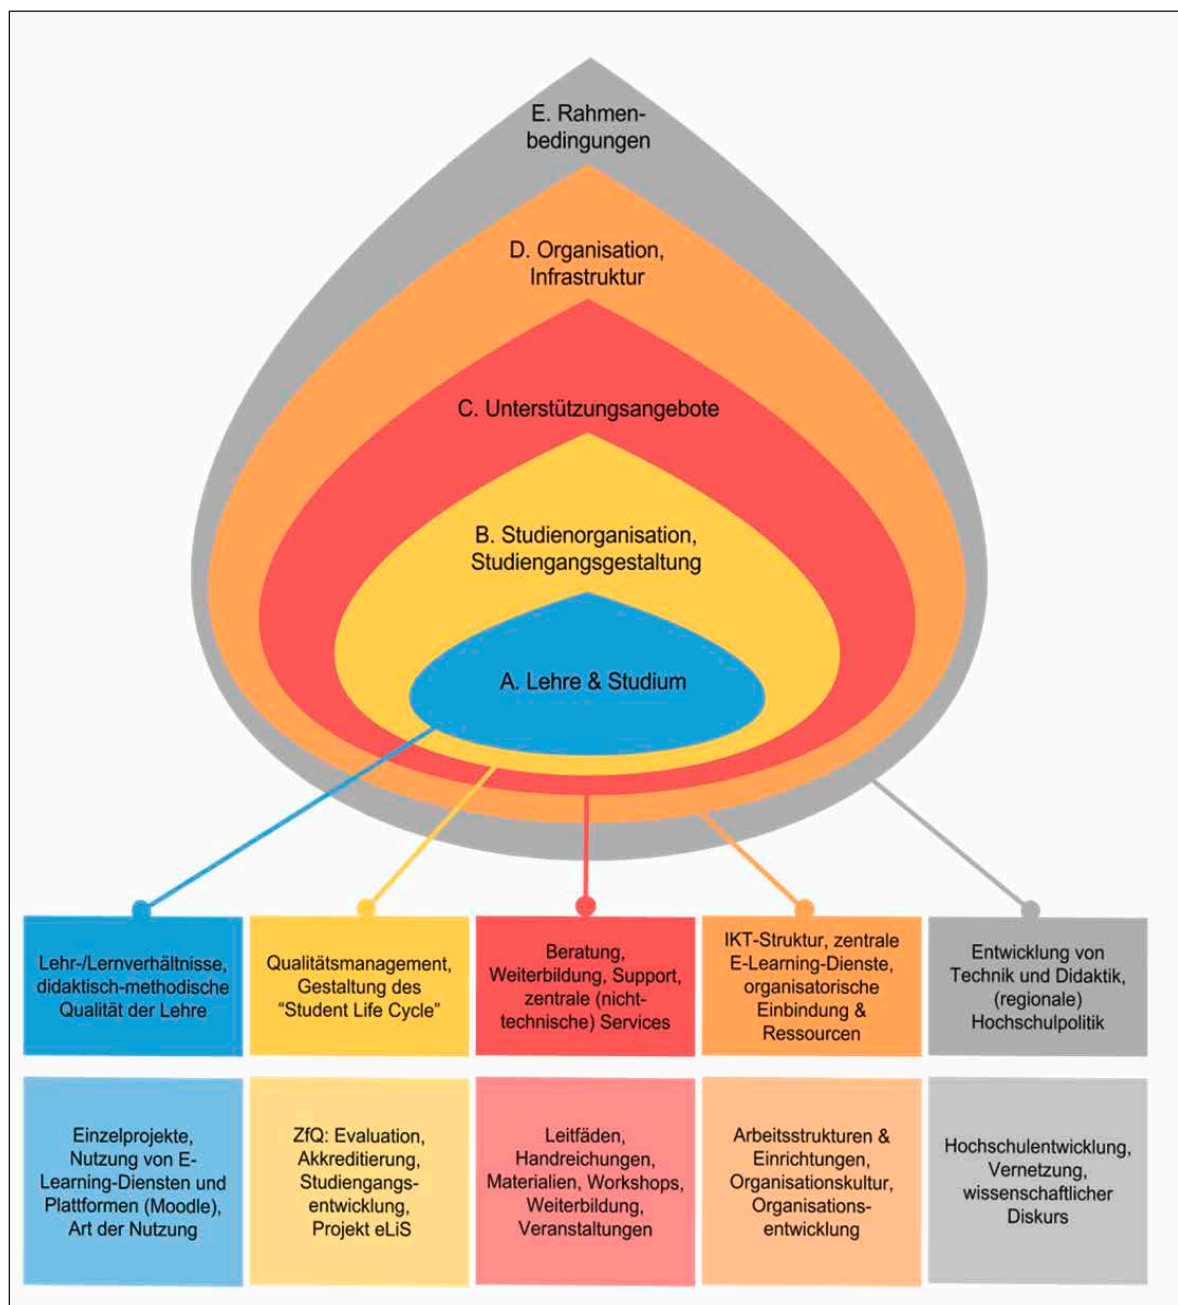 E. Rahmen-
bedingungen
D. Organisation,
Infrastruktur
C. Unterstützungsangebote
B. Studienorganisation,
Studiengangsgestaltung
A. Lehre & Studium
Lehr-/Lernverhältnisse,
didaktisch-methodische
Qualität der Lehre
Qualitätsmanagement,
Gestaltung des
“Student Life Cycle”
Beratung,
Weiterbildung, Support,
zentrale (nicht-
technische) Services
IKT-Struktur, zentrale
E-Learning-Dienste,
organisatorische
Einbindung &
Ressourcen
Entwicklung von
Technik und Didaktik,
(regionale)
Hochschulpolitik
Einzelprojekte,
Nutzung von E-
Learning-Diensten und
Plattformen (Moodle),
Art der Nutzung
ZfQ: Evaluation,
Akkreditierung,
Studiengangs-
entwicklung,
Projekt eLiS
Leitfäden,
Handreichungen,
Materialien, Workshops,
Weiterbildung,
Veranstaltungen
Arbeitsstrukturen &
Einrichtungen,
Organisationskultur,
Organisations-
entwicklung
Hochschulentwicklung,
Vernetzung,
wissenschaftlicher
Diskurs